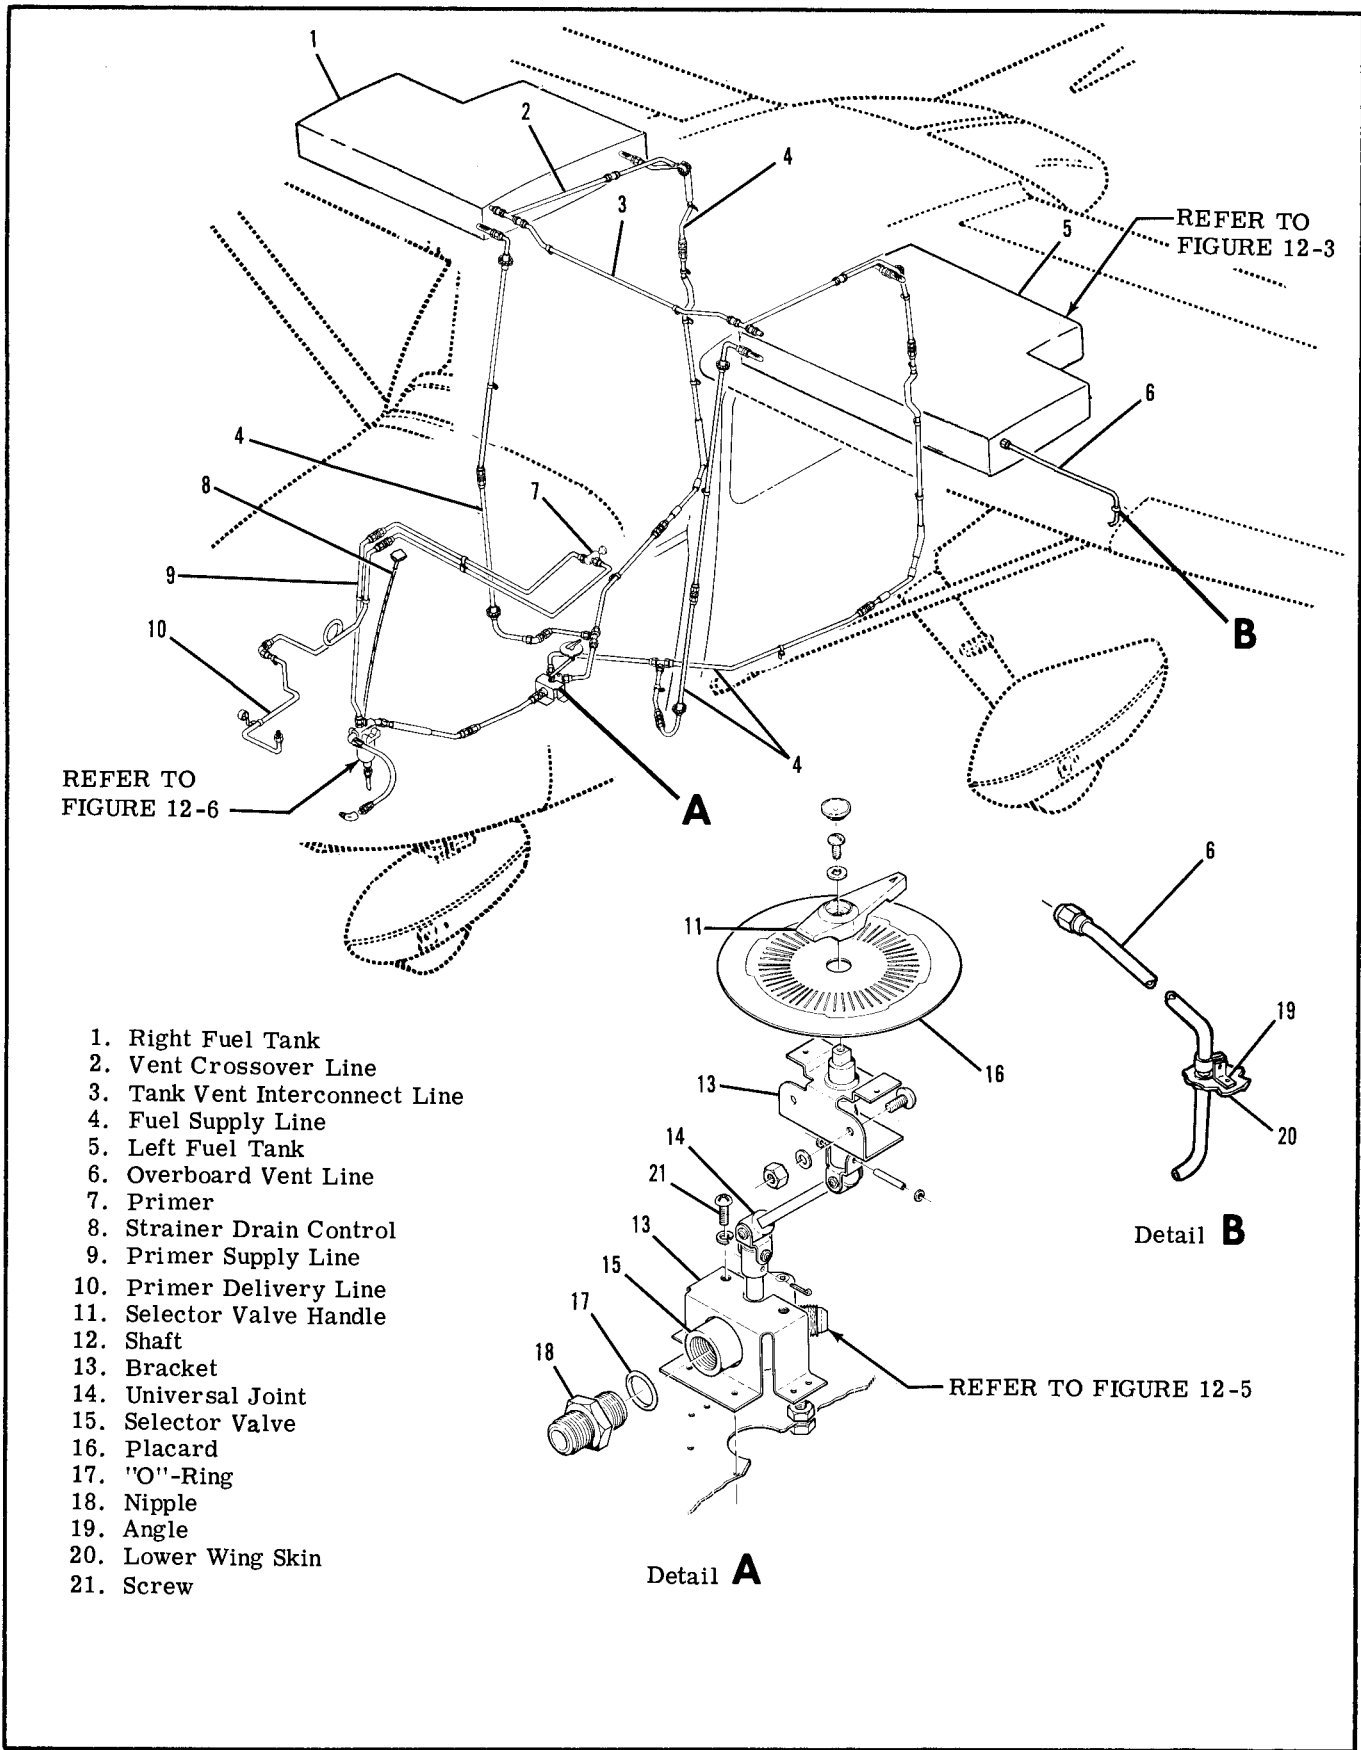 1
2
4
3
5
REFER TO
FIGURE 12-3
6
4
8
7
9
10
B
4
REFER TO
FIGURE 12-6
A
6
11
19
16
13
20
14
21
Detail B
13
15
17
18
REFER TO FIGURE 12-5
1. Right Fuel Tank
2. Vent Crossover Line
3. Tank Vent Interconnect Line
4. Fuel Supply Line
5. Left Fuel Tank
6. Overboard Vent Line
7. Primer
8. Strainer Drain Control
9. Primer Supply Line
10. Primer Delivery Line
11. Selector Valve Handle
12. Shaft
13. Bracket
14. Universal Joint
15. Selector Valve
16. Placard
17. "O"-Ring
18. Nipple
19. Angle
20. Lower Wing Skin
21. Screw
Detail A